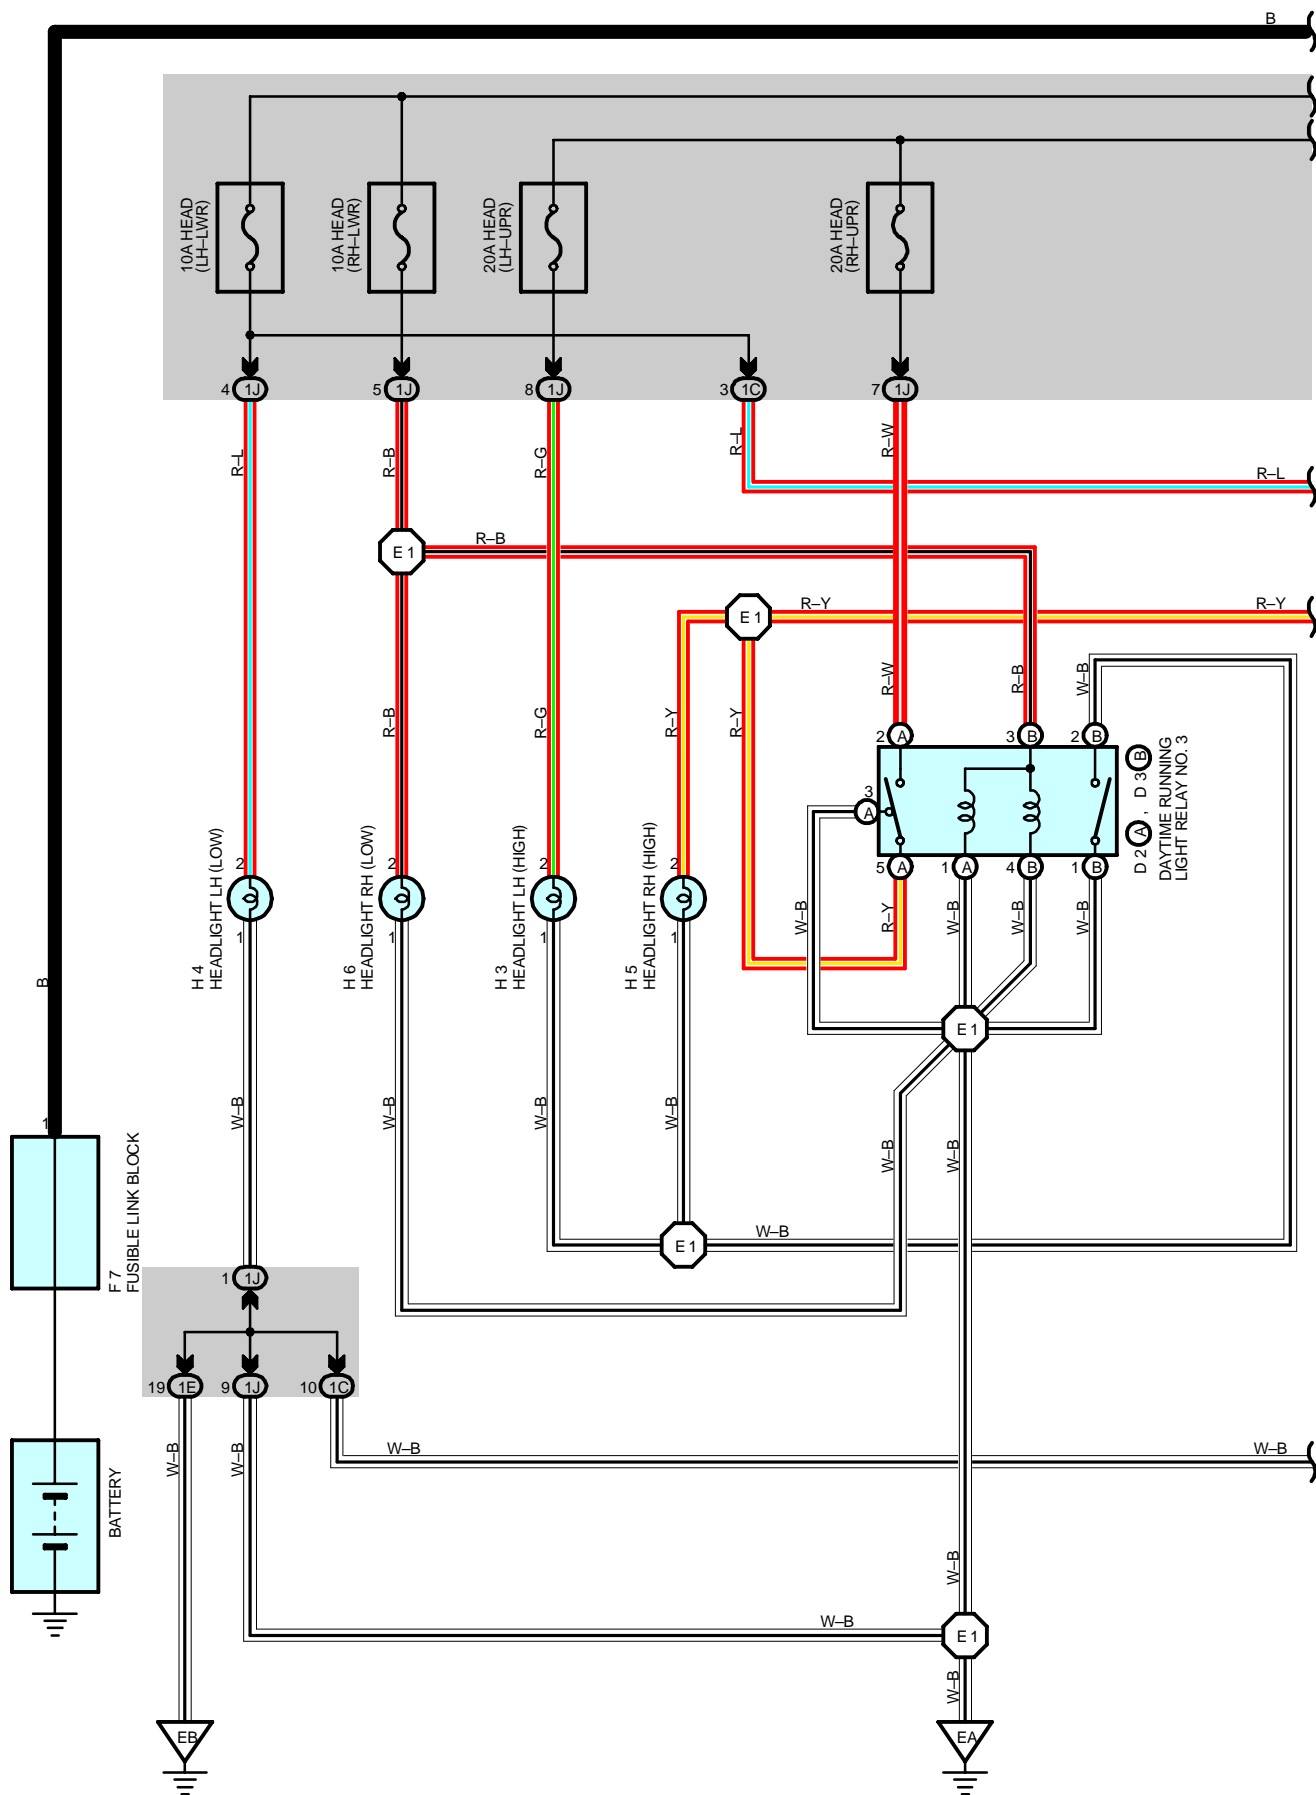 B
10A HEAD
(LH–LWR)
10A HEAD
(RH–LWR)
20A HEAD
(LH–UPR)
20A HEAD
(RH–UPR)
4 1J
5 1J
8 1J
3 1C
7 1J
R–L
R–B
R–G
R–L
R–W
R–L
E 1
R–B
E 1
R–Y
R–Y
R–B
R–G
R–Y
R–Y
R–W
R–B
W–B
2 A
3 B
2 B
3
A
D 2 A , D 3 B
DAYTIME RUNNING
LIGHT RELAY NO. 3
5 A
1 A
4 B
1 B
2
2
2
2
1
1
1
1
H 4
HEADLIGHT LH (LOW)
H 6
HEADLIGHT RH (LOW)
H 3
HEADLIGHT LH (HIGH)
H 5
HEADLIGHT RH (HIGH)
W–B
R–Y
W–B
W–B
W–B
B
E 1
1
W–B
W–B
W–B
W–B
W–B
W–B
F 7
FUSIBLE LINK BLOCK
E 1
W–B
1 1J
19 1E
9 1J
10 1C
W–B
W–B
W–B
W–B
BATTERY
W–B
W–B
E 1
W–B
EB
EA